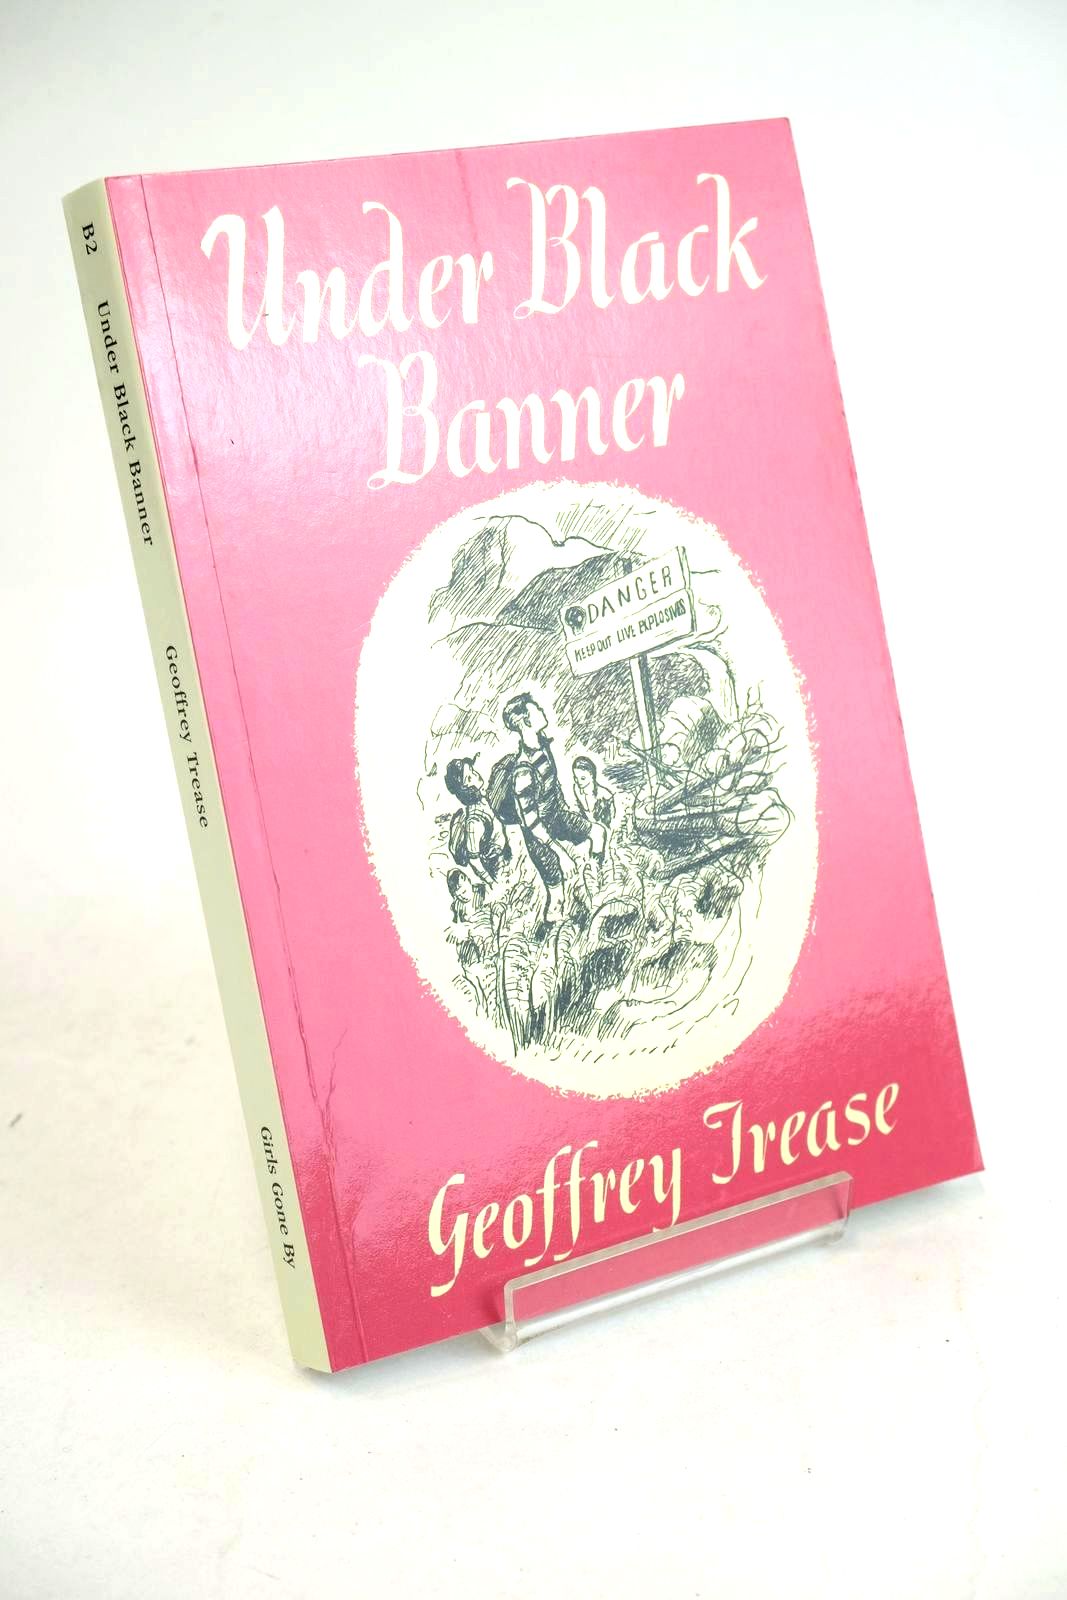 Under Black
Banner
DANGER
KEEP OUT LIVE EXPLOSIVES
Geoffrey Trease
B2 Under Black Banner Geoffrey Trease Girls Gone By